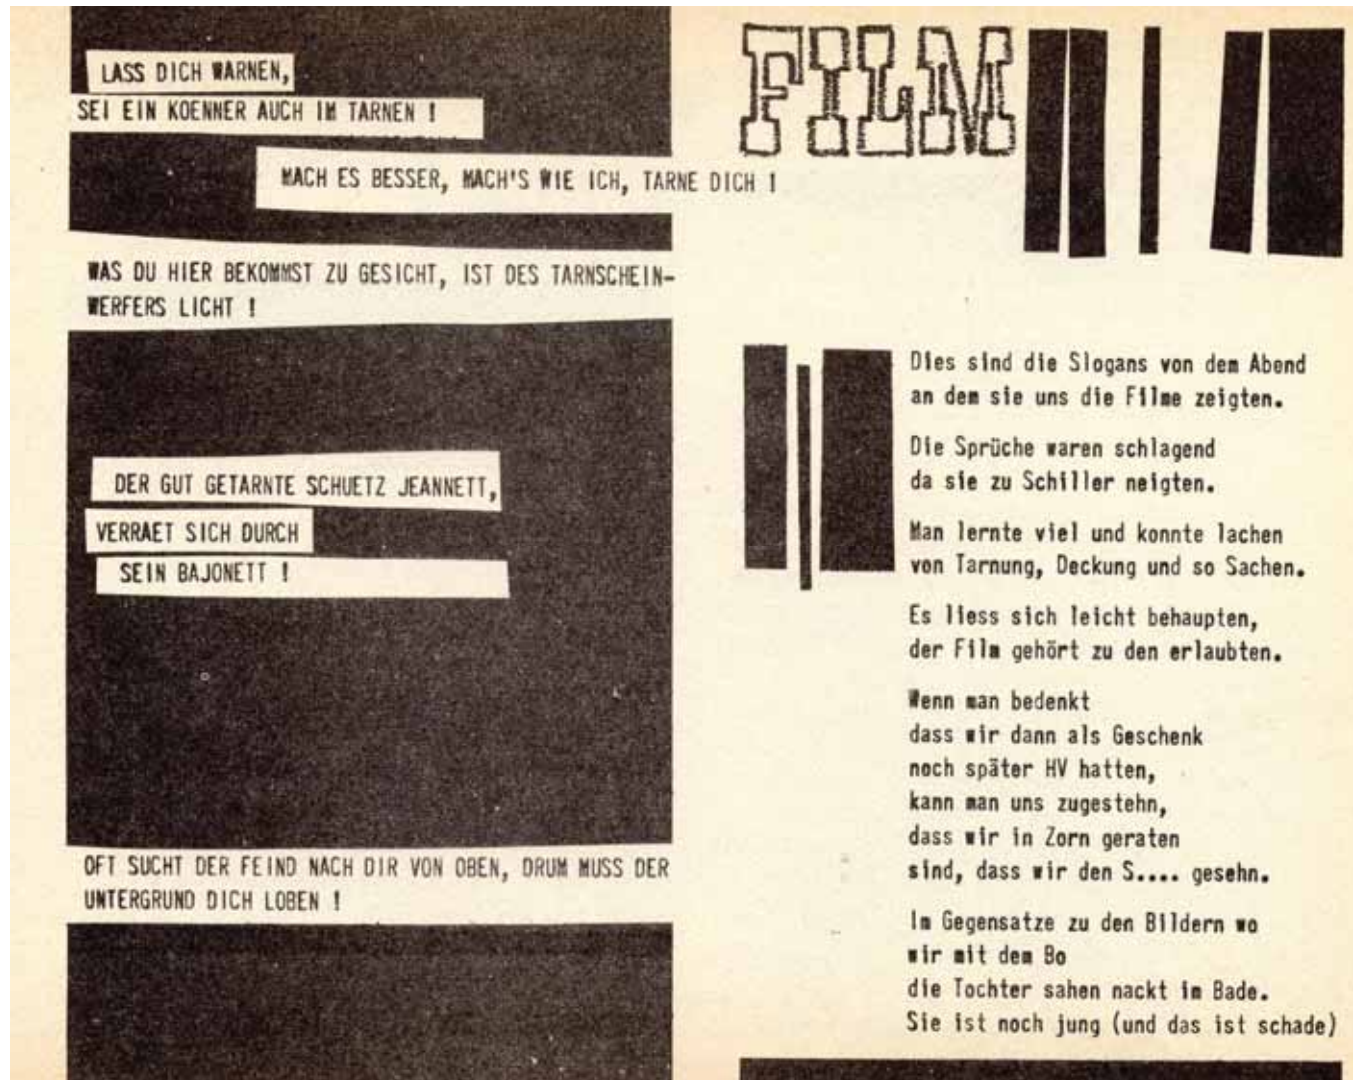 LASS DICH WARNEN,
SEI EIN KOENNER AUCH IM TARNEN !
MACH ES BESSER, MACH'S WIE ICH, TARNE DICH !
WAS DU HIER BEKOMMST ZU GESICHT, IST DES TARNSCHEIN-
WERFERS LICHT !
DER GUT GETARNTE SCHUETZ JEANNETT,
VERRAET SICH DURCH
SEIN BAJONETT !
OFT SUCHT DER FEIND NACH DIR VON OBEN, DRUM MUSS DER
UNTERGRUND DICH LOBEN !
FILM
Dies sind die Slogans von dem Abend
an dem sie uns die Filme zeigten.
Die Sprüche waren schlagend
da sie zu Schiller neigten.
Man lernte viel und konnte lachen
von Tarnung, Deckung und so Sachen.
Es liess sich leicht behaupten,
der Film gehört zu den erlaubten.
Wenn man bedenkt
dass wir dann als Geschenk
noch später HV hatten,
kann man uns zugestehn,
dass wir in Zorn geraten
sind, dass wir den S.... gesehn.
Im Gegensatze zu den Bildern wo
wir mit dem Bo
die Tochter sahen nackt im Bade.
Sie ist noch jung (und das ist schade)